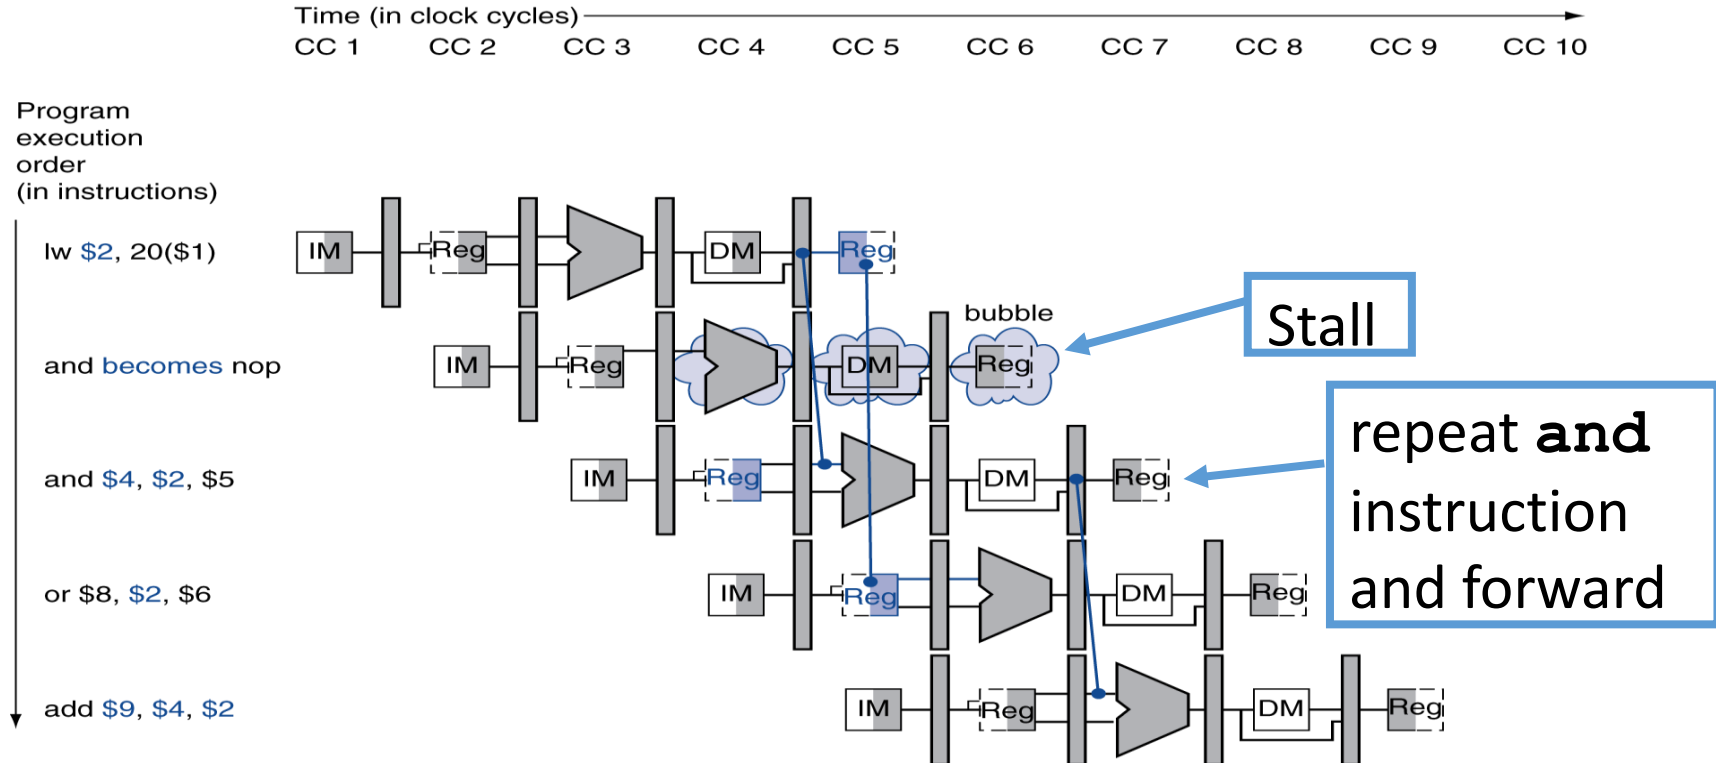 Time (in clock cycles)
CC 1 CC 2 CC 3 CC 4 CC 5 CC 6 CC 7 CC 8 CC 9 CC 10
Program
execution
order
(in instructions)
lw $2, 20($1)
IM Reg DM Reg
bubble
Stall
and becomes nop
IM Reg DM Reg
repeat and
instruction
and forward
and $4, $2, $5
IM Reg DM Reg
or $8, $2, $6
IM Reg DM Reg
add $9, $4, $2
IM Reg DM Reg